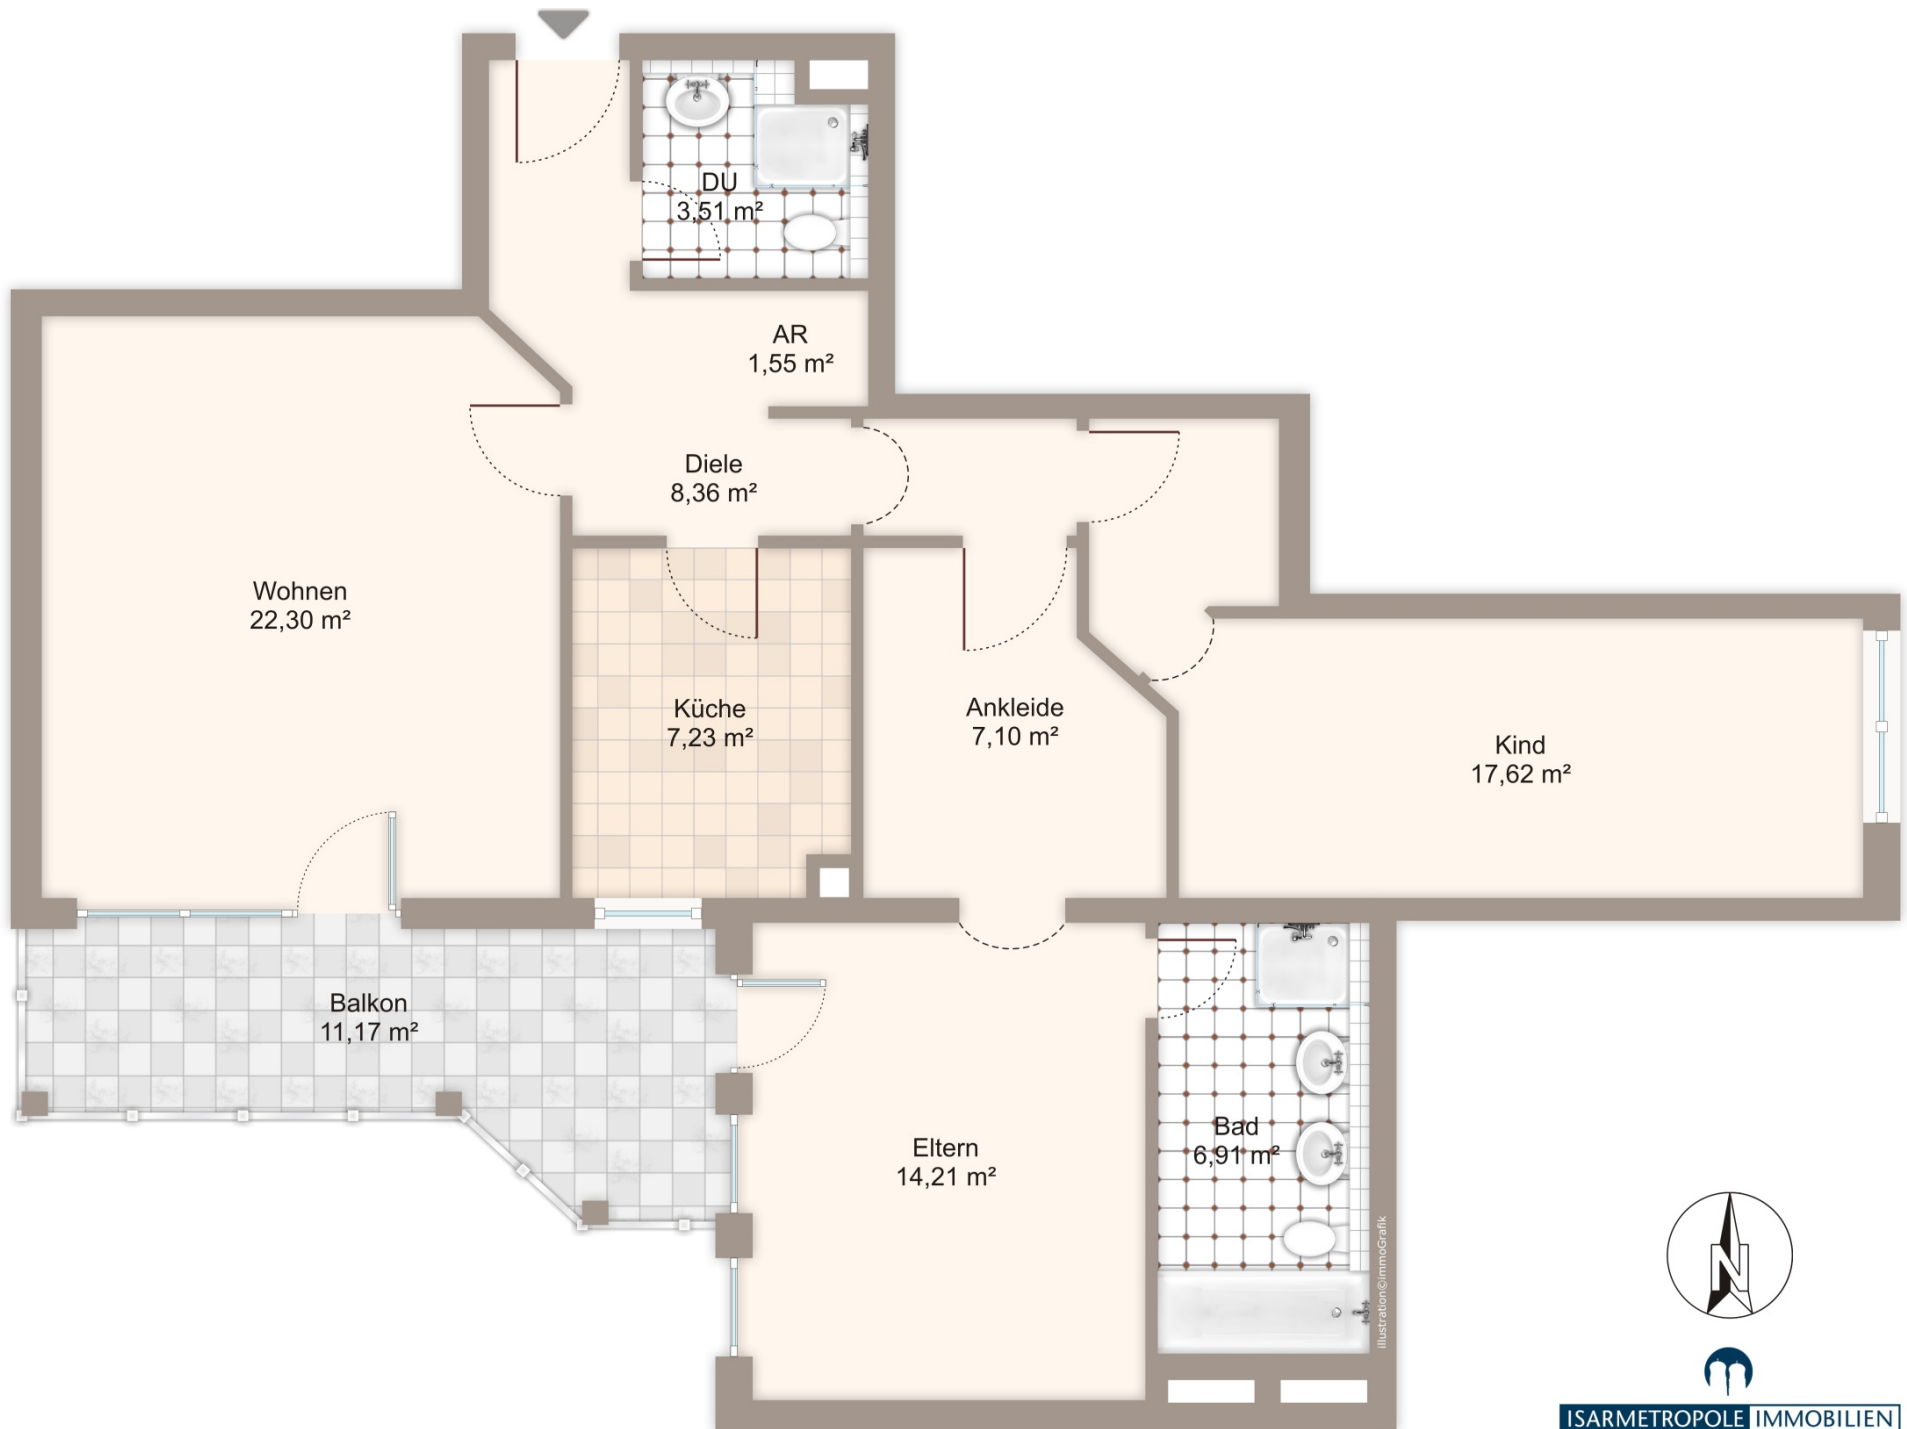 DU
3,51 m²
AR
1,55 m²
Diele
8,36 m²
Wohnen
22,30 m²
Küche
7,23 m²
Ankleide
7,10 m²
Kind
17,62 m²
Balkon
11,17 m²
Eltern
14,21 m²
Bad
6,91 m²
illustration©immoGrafik
N
ISARMETROPOLE IMMOBILIEN